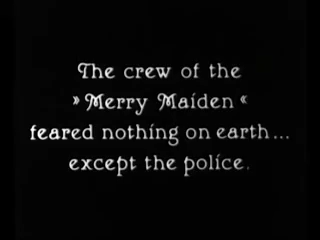 The crew of the
»Merry Maiden«
feared nothing on earth...
except the police.